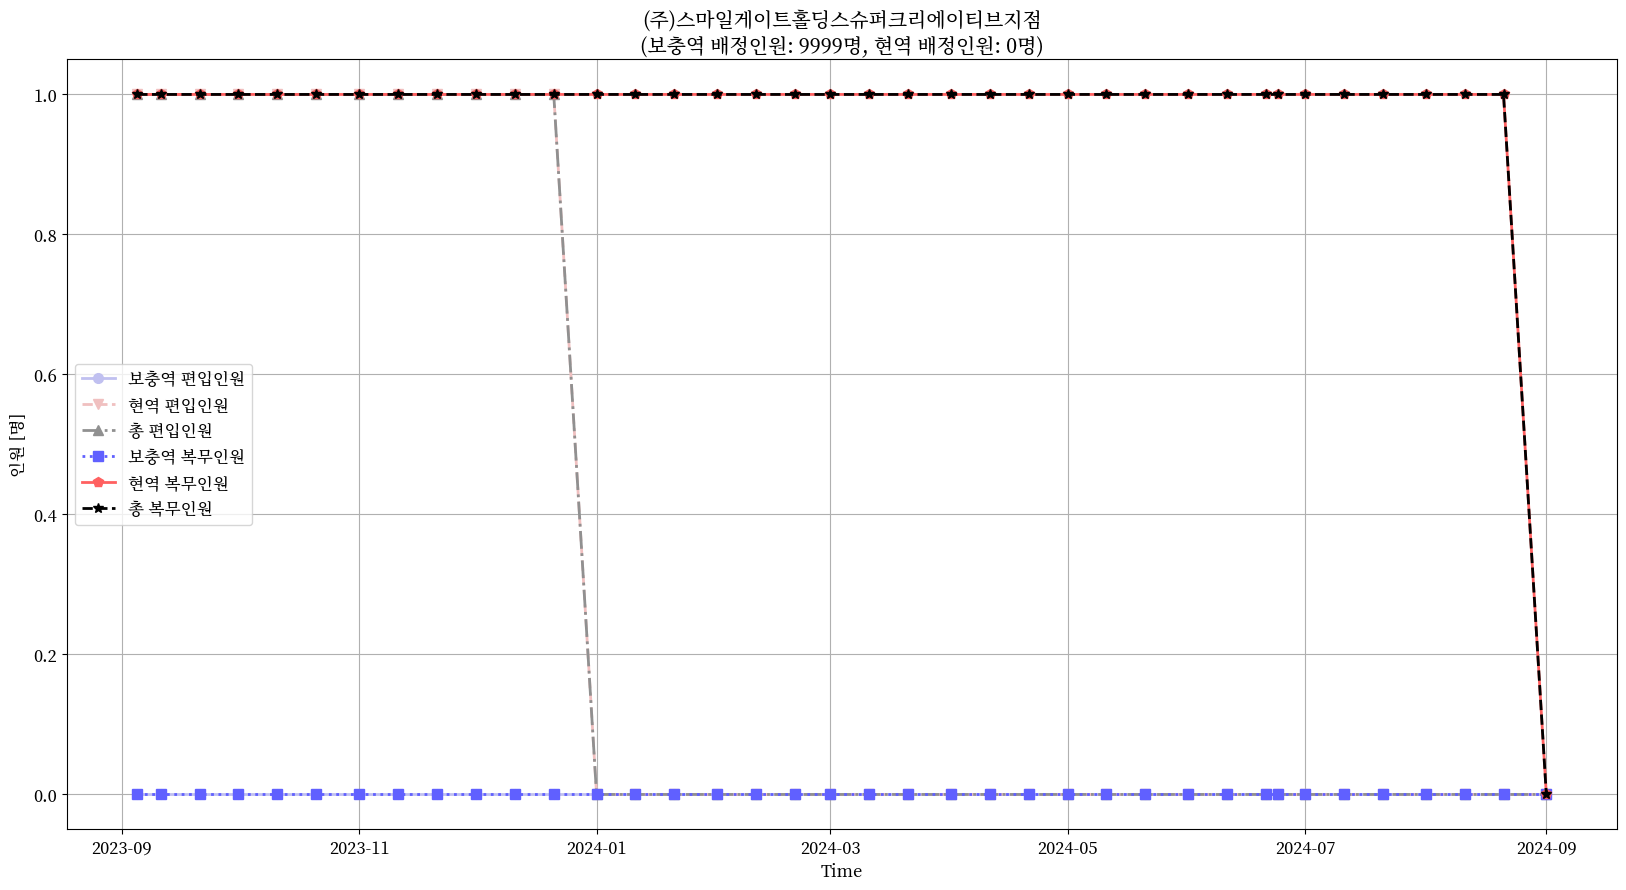 (주)스마일게이트홀딩스슈퍼크리에이티브지점
(보충역 배정인원: 9999명, 현역 배정인원: 0명)
1.0
0.8
0.6
0.4
0.2
0.0
인원 [명]
보충역 편입인원
현역 편입인원
총 편입인원
보충역 복무인원
현역 복무인원
총 복무인원
2023-09
2023-11
2024-01
2024-03
2024-05
2024-07
2024-09
Time